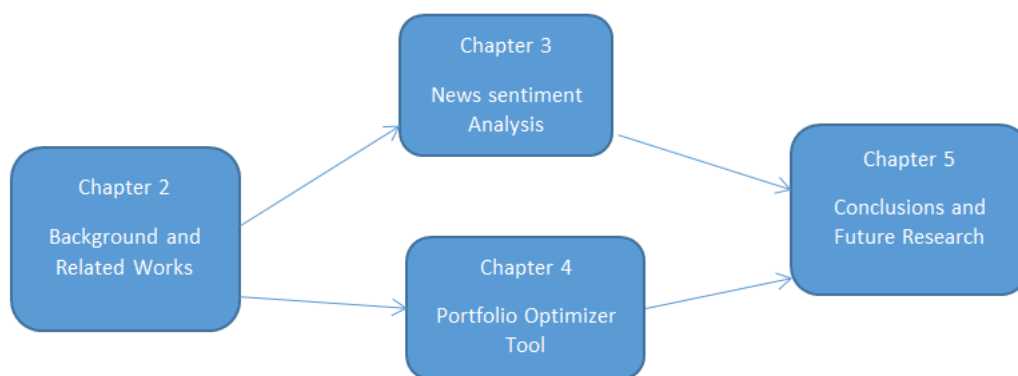 Chapter 2
Background and
Related Works
Chapter 3
News sentiment
Analysis
Chapter 4
Portfolio Optimizer
Tool
Chapter 5
Conclusions and
Future Research